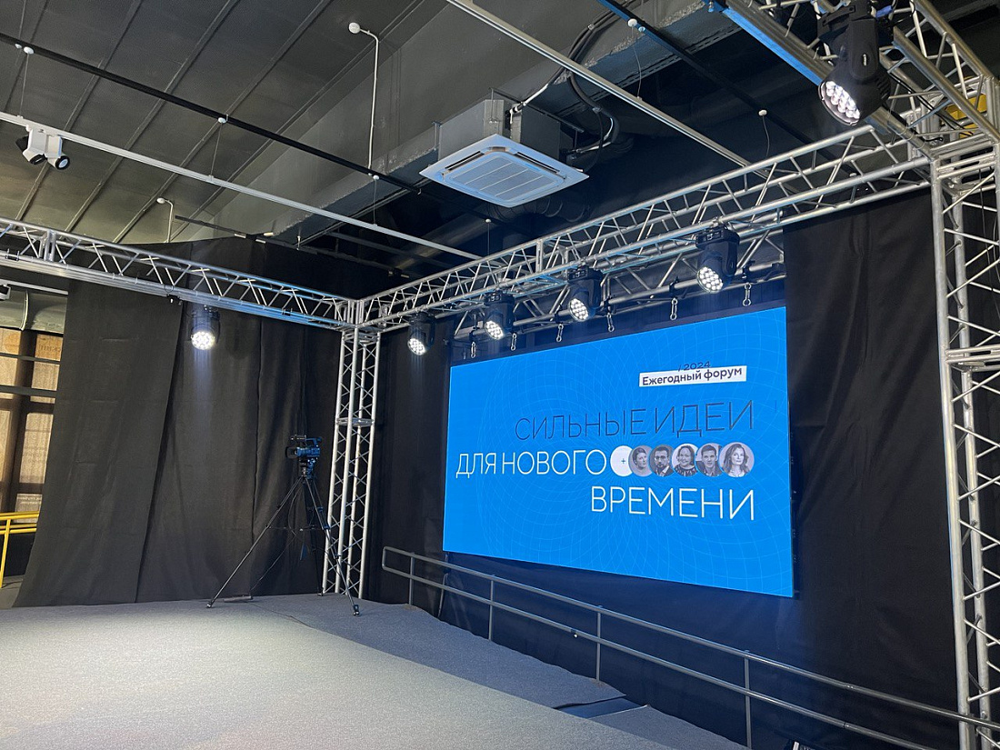 / 2024
Ежегодный форум
СИЛЬНЫЕ ИДЕИ
ДЛЯ НОВОГО +
ВРЕМЕНИ